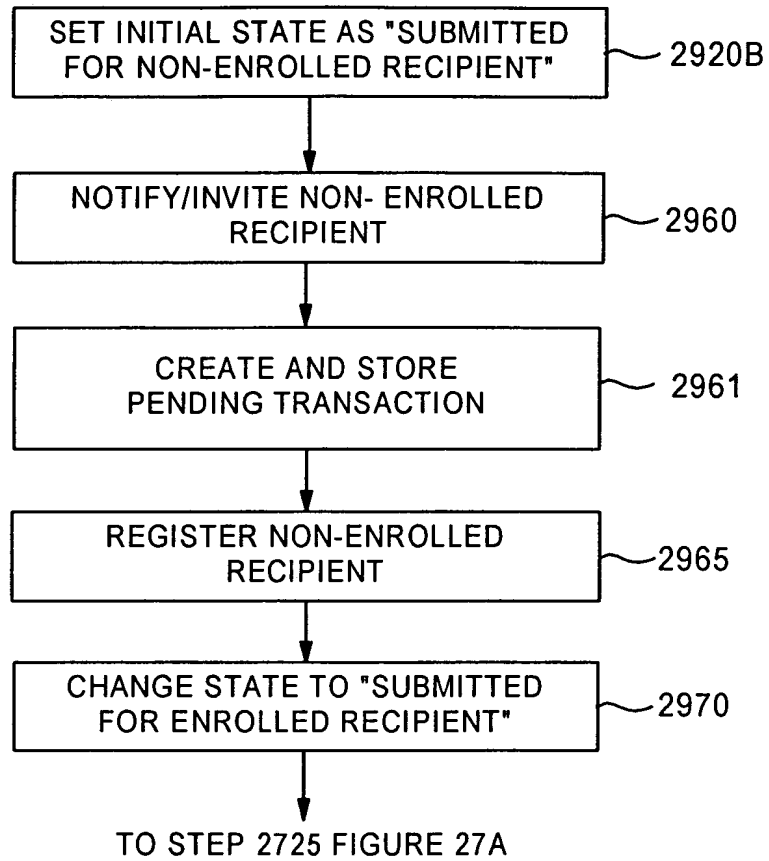 SET INITIAL STATE AS "SUBMITTED
FOR NON-ENROLLED RECIPIENT"
2920B
NOTIFY/INVITE NON- ENROLLED
RECIPIENT
2960
CREATE AND STORE
PENDING TRANSACTION
2961
REGISTER NON-ENROLLED
RECIPIENT
2965
CHANGE STATE TO "SUBMITTED
FOR ENROLLED RECIPIENT"
2970
TO STEP 2725 FIGURE 27A